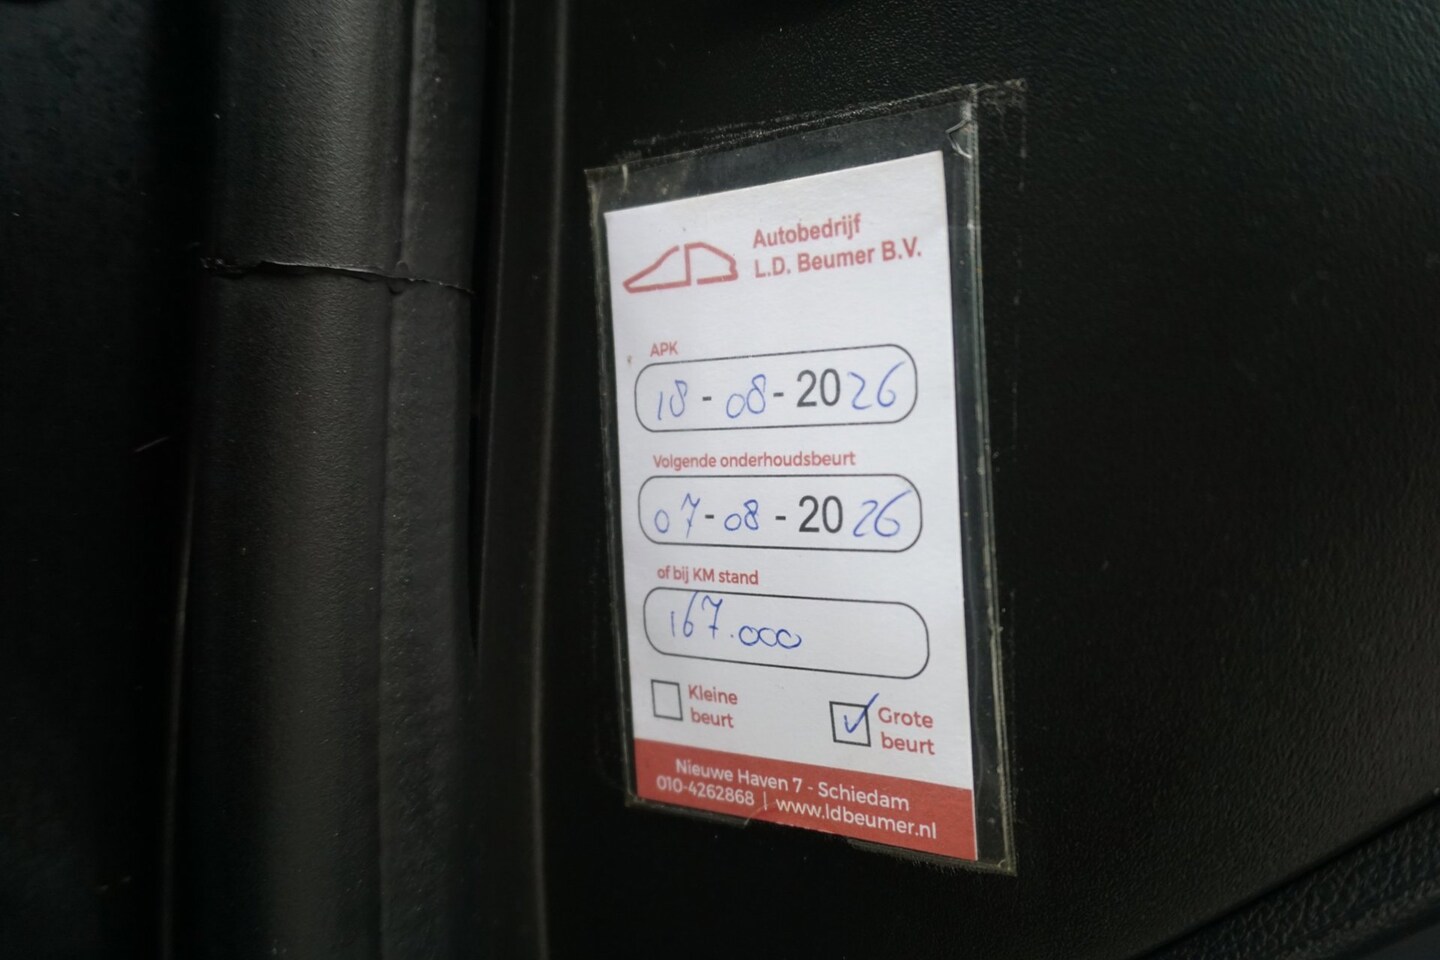 Autobedrijf
L.D. Beumer B.V.
APK
18 - 08 - 2026
Volgende onderhoudsbeurt
07 - 08 - 2026
of bij KM stand
167.000
Kleine
beurt
Grote
beurt
Nieuwe Haven 7 - Schiedam
010-4262868 | www.ldbeumer.nl